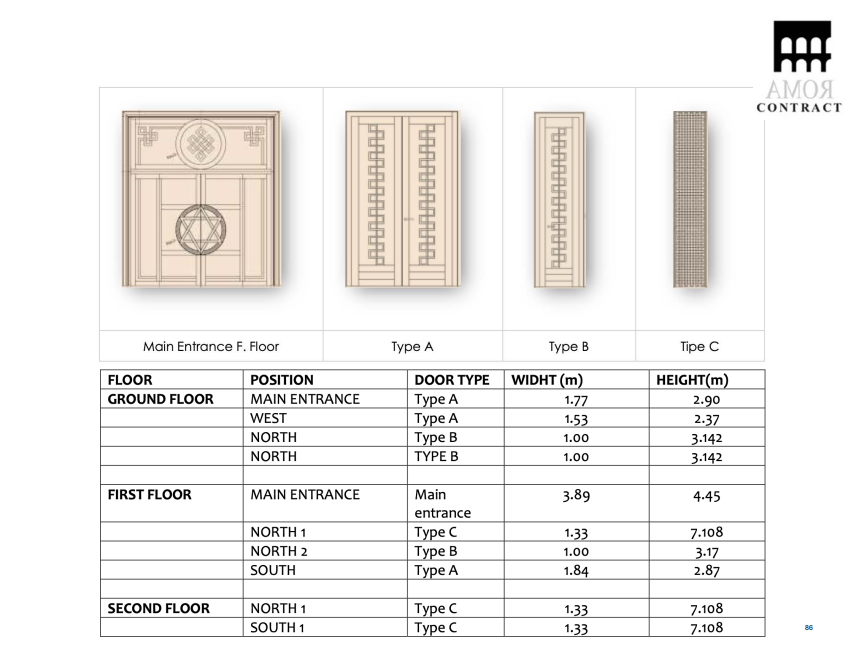 AMOЯ
CONTRACT
Main Entrance F. Floor Type A Type B Tipe C
FLOOR POSITION DOOR TYPE WIDHT (m) HEIGHT(m)
GROUND FLOOR MAIN ENTRANCE Type A 1.77 2.90
WEST Type A 1.53 2.37
NORTH Type B 1.00 3.142
NORTH TYPE B 1.00 3.142
FIRST FLOOR MAIN ENTRANCE Main 3.89 4.45
entrance
NORTH 1 Type C 1.33 7.108
NORTH 2 Type B 1.00 3.17
SOUTH Type A 1.84 2.87
SECOND FLOOR NORTH 1 Type C 1.33 7.108
SOUTH 1 Type C 1.33 7.108
86